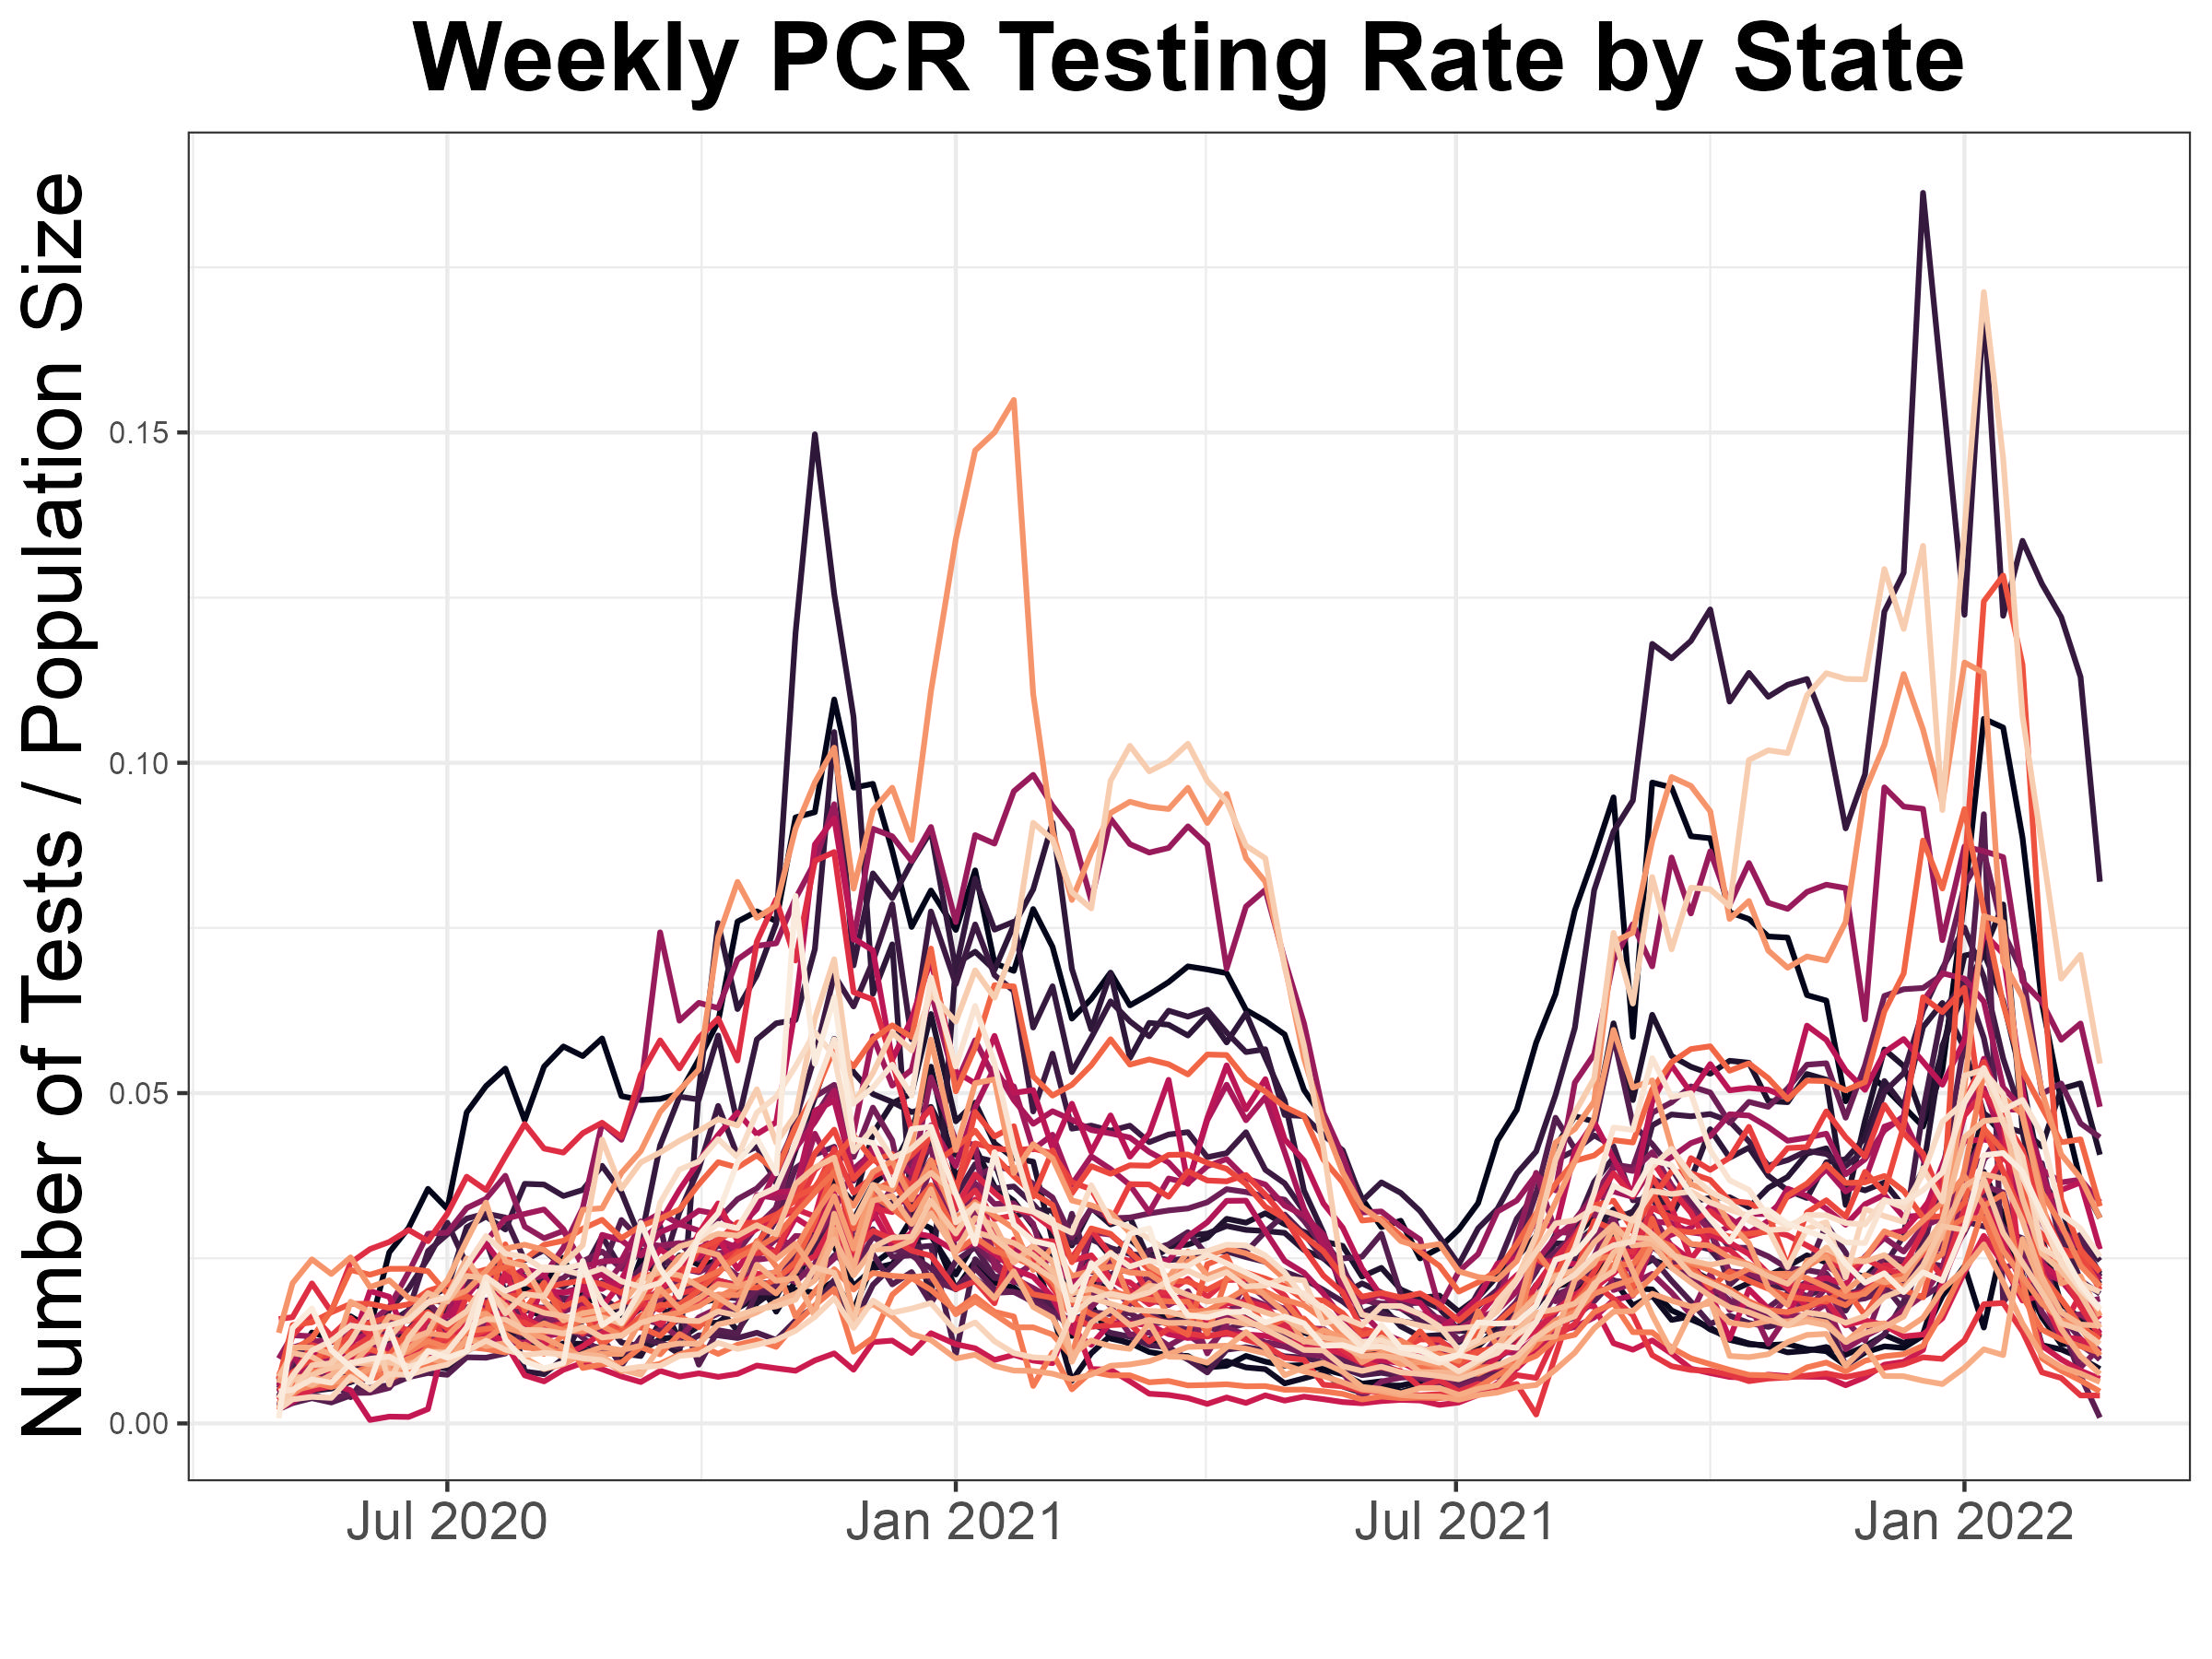 Weekly PCR Testing Rate by State
Number of Tests / Population Size
0.15
0.10
0.05
0.00
Jul 2020
Jan 2021
Jul 2021
Jan 2022